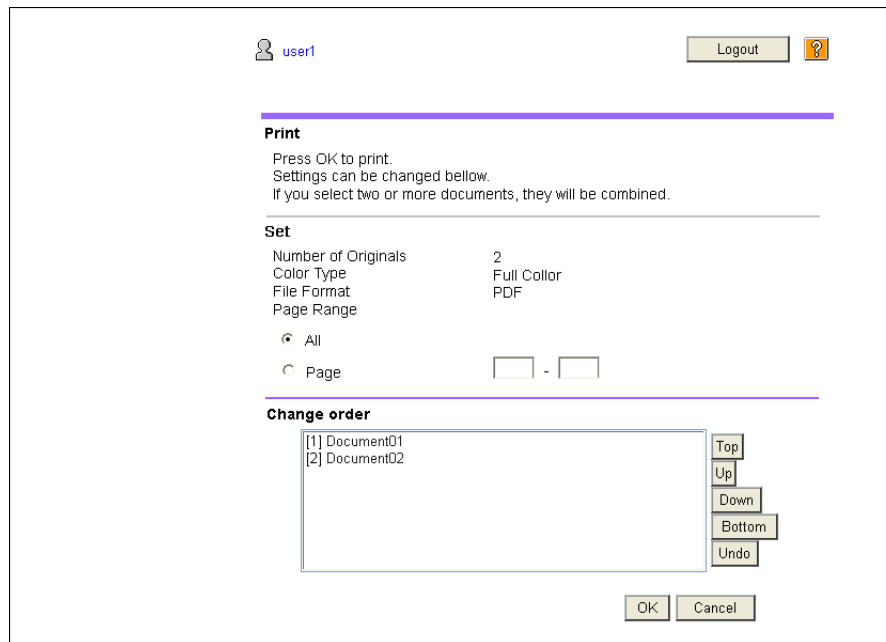 user1 Logout ?
Print
Press OK to print.
Settings can be changed bellow.
If you select two or more documents, they will be combined.
Set
Number of Originals 2
Color Type Full Collor
File Format PDF
Page Range
All
Page -
Change order
[1] Document01
[2] Document02
Top
Up
Down
Bottom
Undo
OK Cancel